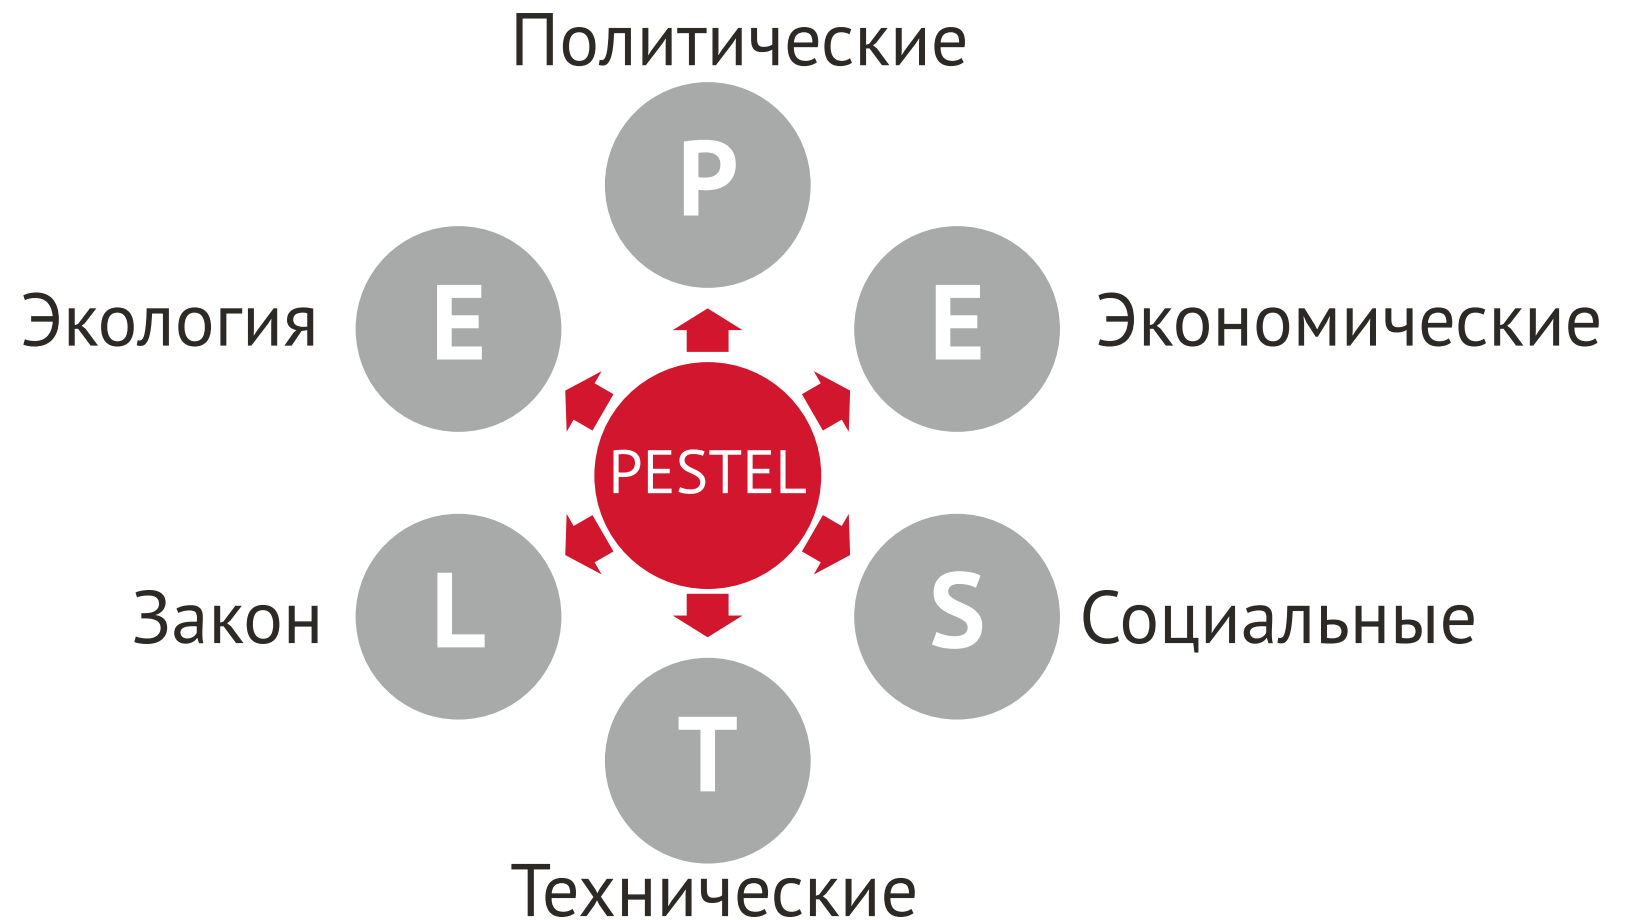 Политические
P
E
E
Экология
Экономические
PESTEL
L
S
Закон
Социальные
T
Технические